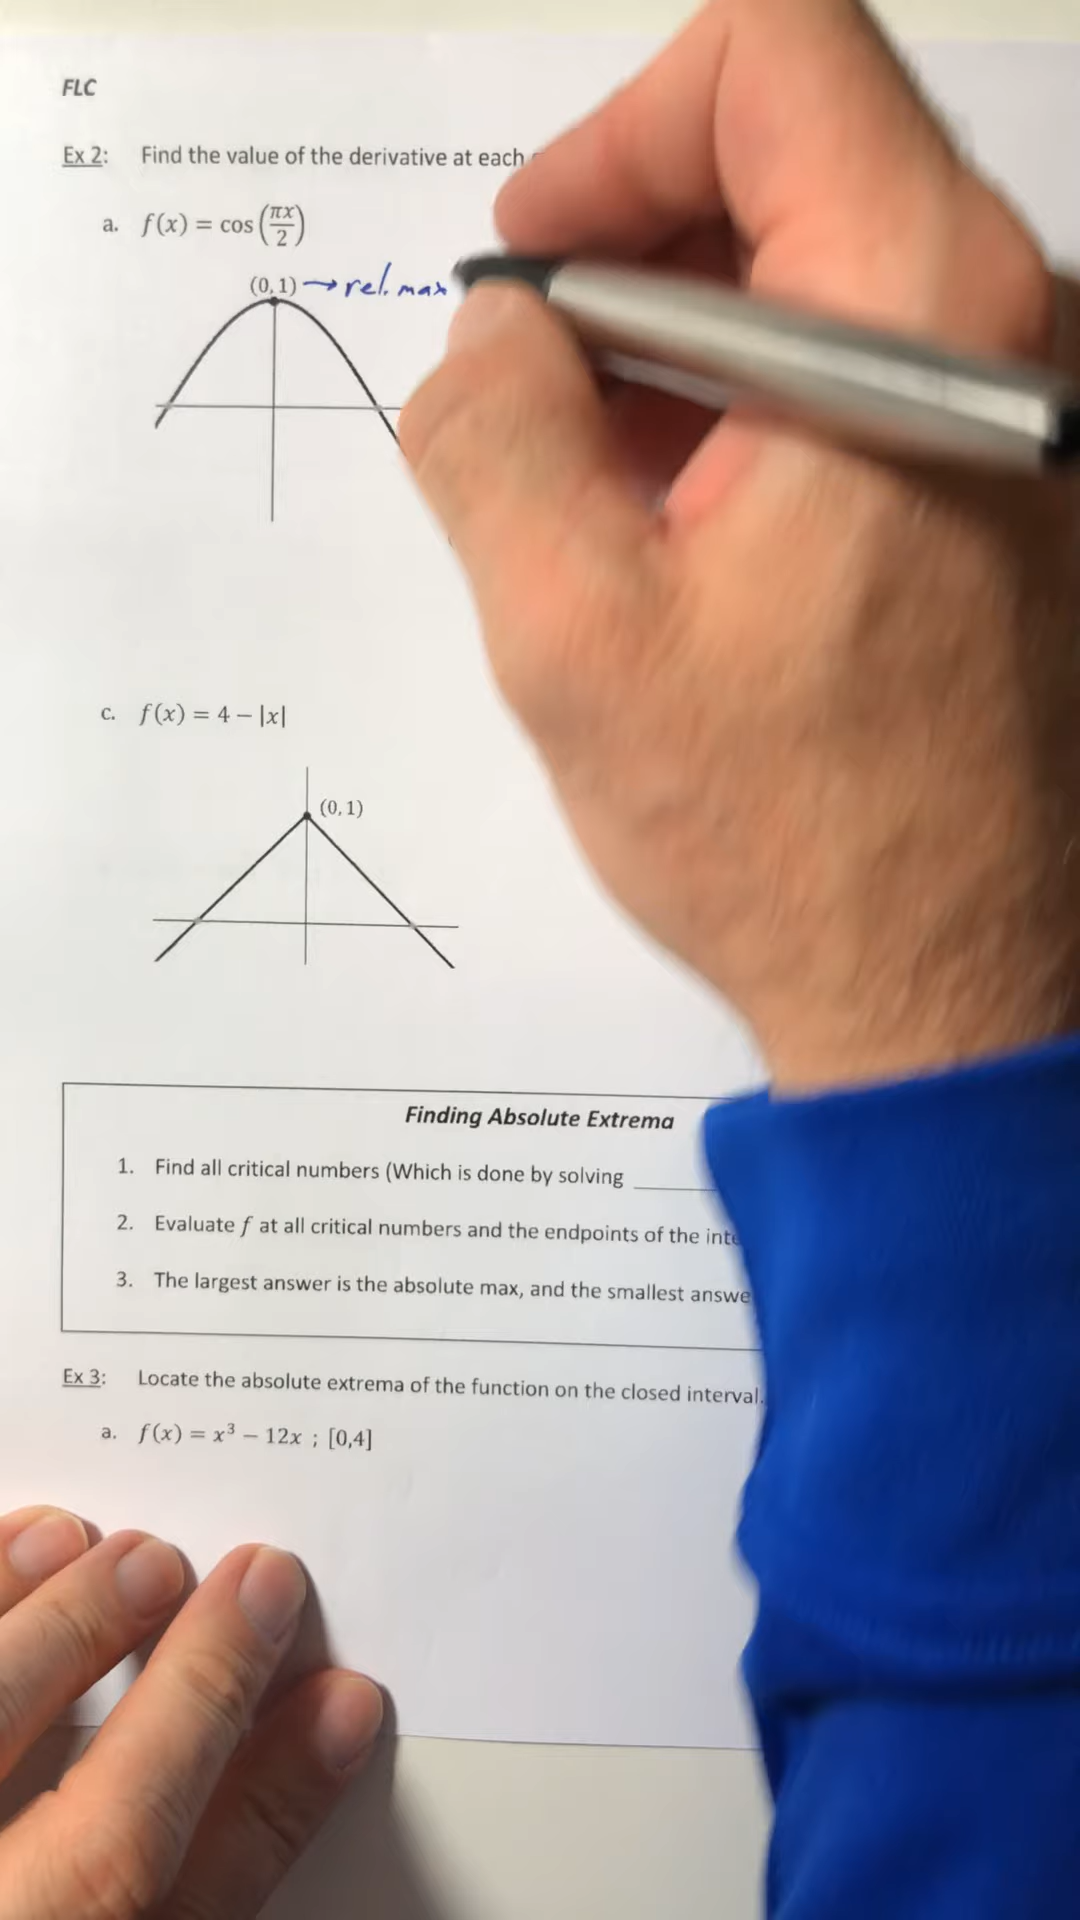 FLC
Ex 2: Find the value of the derivative at each
a. f(x) = cos(πx/2)
(0, 1) → rel. max
c. f(x) = 4 − |x|
(0, 1)
Finding Absolute Extrema
1. Find all critical numbers (Which is done by solving ______
2. Evaluate f at all critical numbers and the endpoints of the
3. The largest answer is the absolute max, and the smallest
Ex 3: Locate the absolute extrema of the function on the closed interval.
a. f(x) = x³ − 12x ; [0,4]